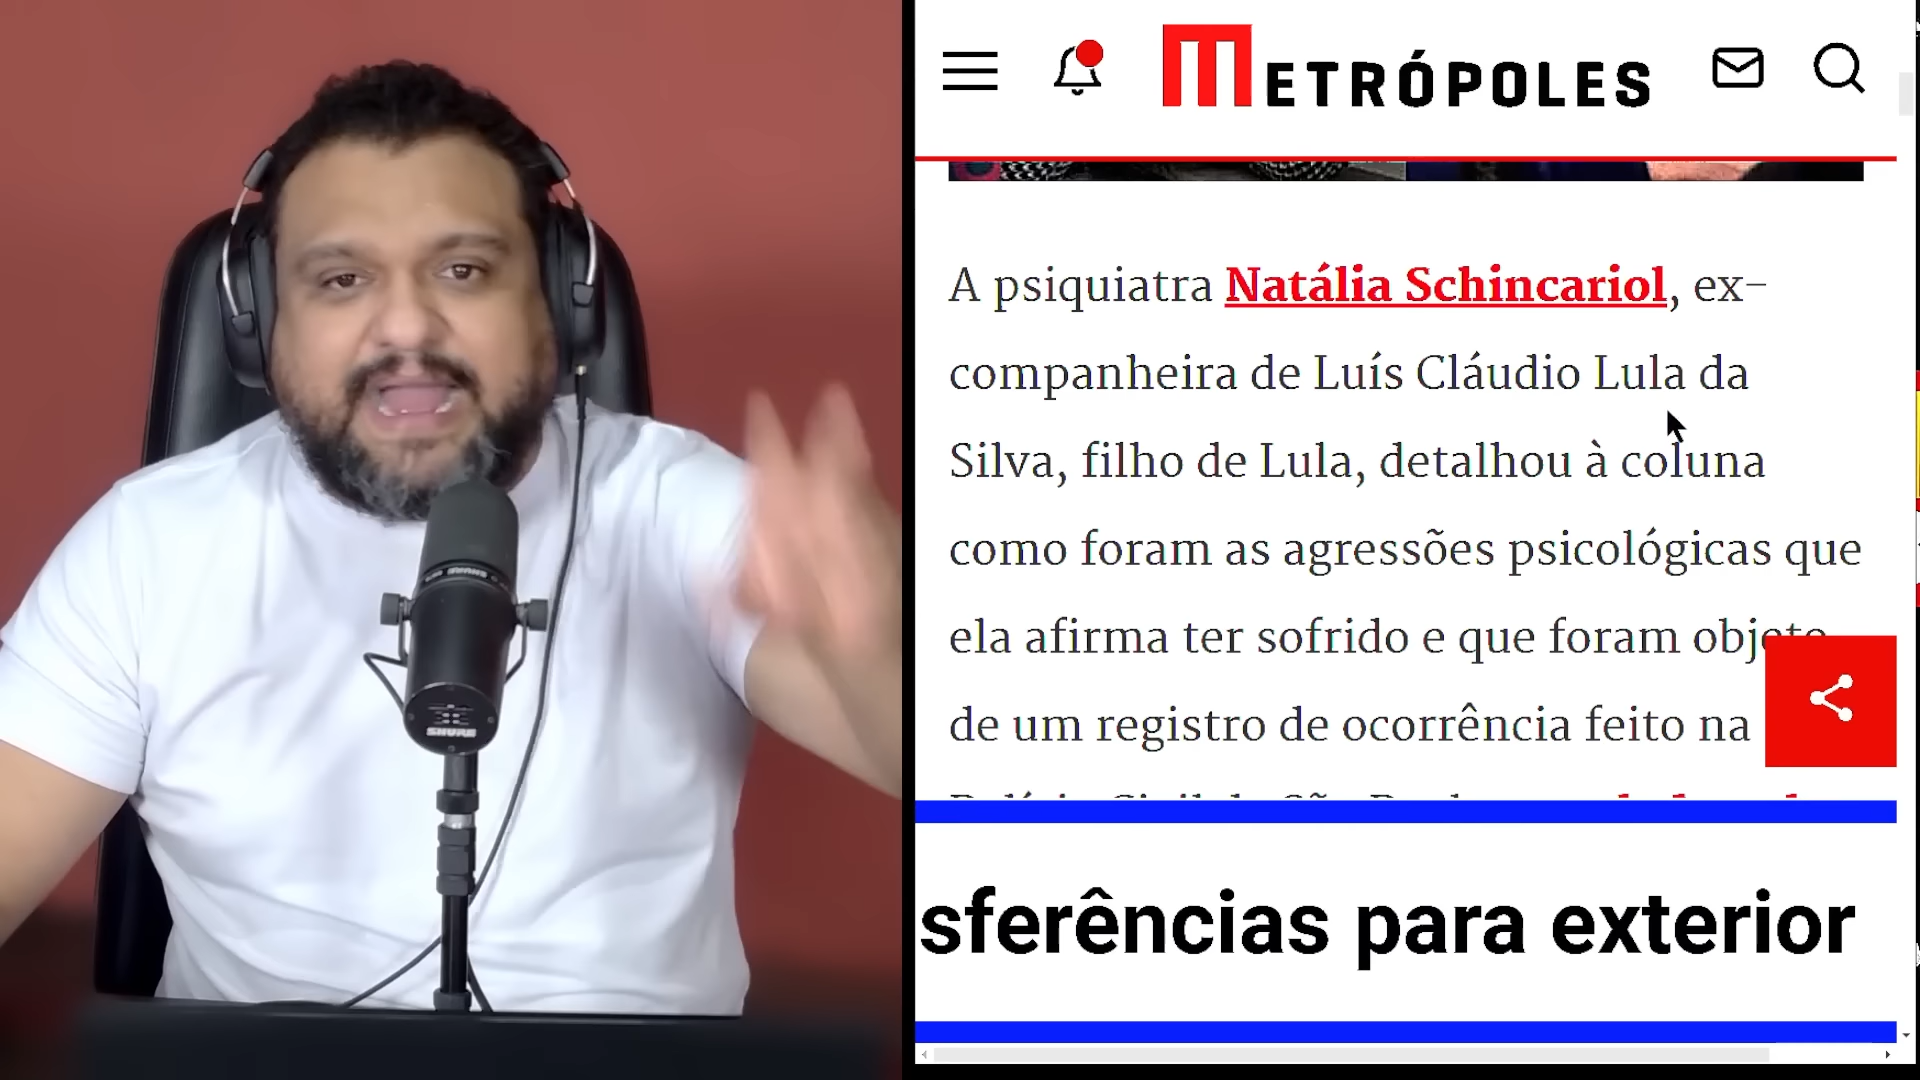 METRÓPOLES
A psiquiatra Natália Schincariol, ex-
companheira de Luís Cláudio Lula da
Silva, filho de Lula, detalhou à coluna
como foram as agressões psicológicas que
ela afirma ter sofrido e que foram objeto
de um registro de ocorrência feito na
sferências para exterior
SHURE